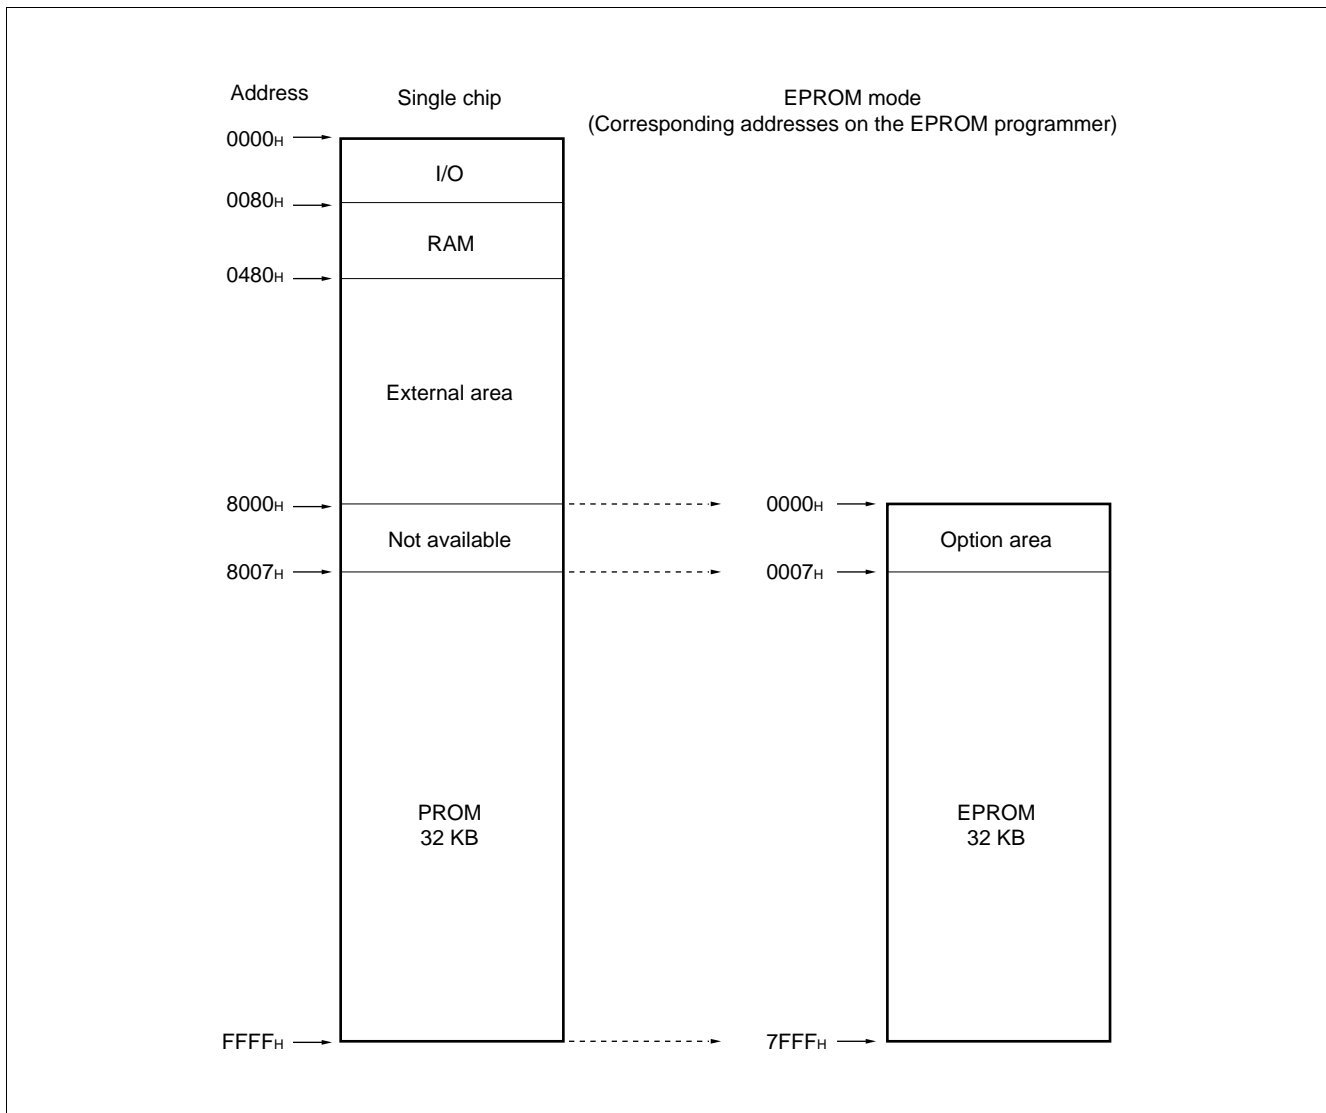 Address
Single chip
EPROM mode
(Corresponding addresses on the EPROM programmer)
0000H
I/O
0080H
RAM
0480H
External area
8000H
0000H
Not available
Option area
8007H
0007H
PROM
32 KB
EPROM
32 KB
FFFFH
7FFFH